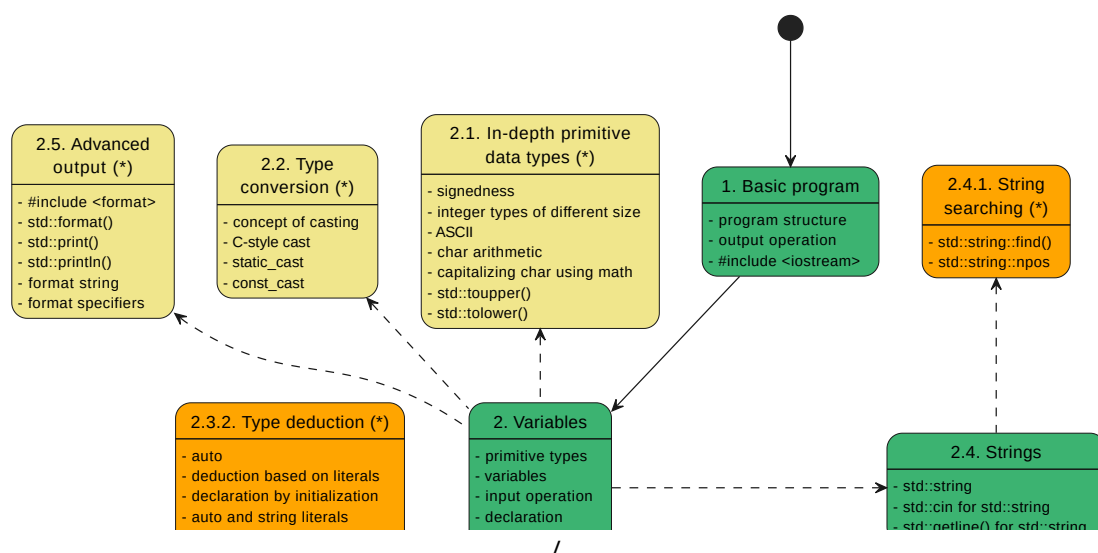 2.5. Advanced
output (*)
- #include <format>
- std::format()
- std::print()
- std::println()
- format string
- format specifiers
2.2. Type
conversion (*)
- concept of casting
- C-style cast
- static_cast
- const_cast
2.1. In-depth primitive
data types (*)
- signedness
- integer types of different size
- ASCII
- char arithmetic
- capitalizing char using math
- std::toupper()
- std::tolower()
1. Basic program
- program structure
- output operation
- #include <iostream>
2.4.1. String
searching (*)
- std::string::find()
- std::string::npos
2.3.2. Type deduction (*)
- auto
- deduction based on literals
- declaration by initialization
- auto and string literals
2. Variables
- primitive types
- variables
- input operation
- declaration
2.4. Strings
- std::string
- std::cin for std::string
- std::getline() for std::string